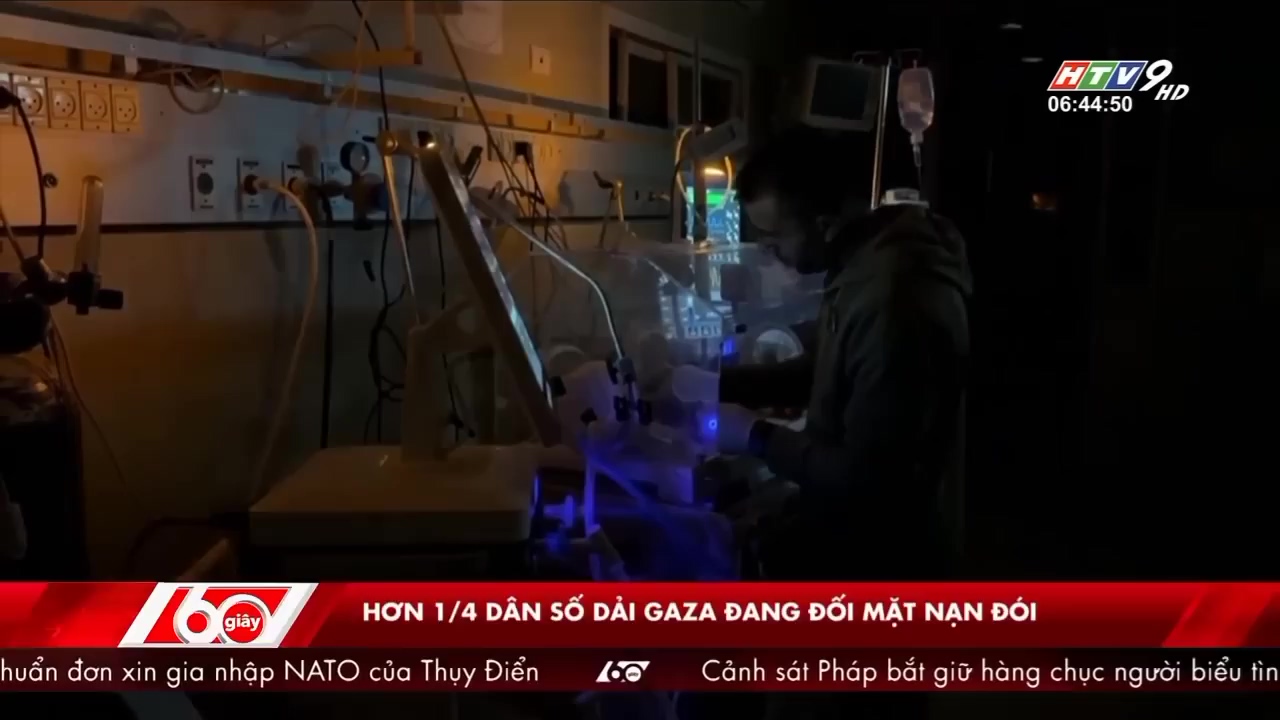 HTV9 HD
06:44:50
60 giây
HƠN 1/4 DÂN SỐ DẢI GAZA ĐANG ĐỐI MẶT NẠN ĐÓI
huẩn đơn xin gia nhập NATO của Thụy Điển 60 giây Cảnh sát Pháp bắt giữ hàng chục người biểu tìn